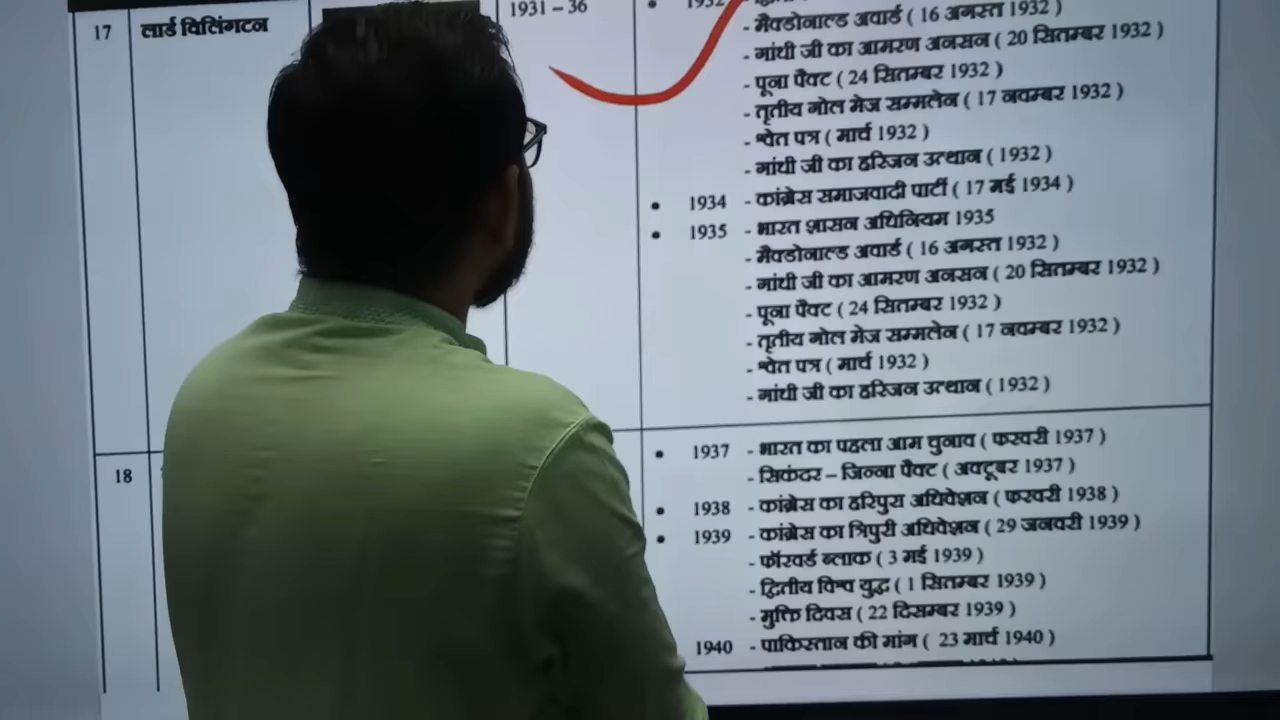 17 लार्ड विलिंगटन 1931 – 36 • 1932
- मैक्डोनाल्ड अवार्ड ( 16 अगस्त 1932 )
- गांधी जी का आमरण अनसन ( 20 सितम्बर 1932 )
- पूना पैक्ट ( 24 सितम्बर 1932 )
- तृतीय गोल मेज सम्मलेन ( 17 नवम्बर 1932 )
- श्वेत पत्र ( मार्च 1932 )
- गांधी जी का हरिजन उत्थान ( 1932 )
• 1934 - कांग्रेस समाजवादी पार्टी ( 17 मई 1934 )
• 1935 - भारत शासन अधिनियम 1935
- मैक्डोनाल्ड अवार्ड ( 16 अगस्त 1932 )
- गांधी जी का आमरण अनसन ( 20 सितम्बर 1932 )
- पूना पैक्ट ( 24 सितम्बर 1932 )
- तृतीय गोल मेज सम्मलेन ( 17 नवम्बर 1932 )
- श्वेत पत्र ( मार्च 1932 )
- गांधी जी का हरिजन उत्थान ( 1932 )
18 • 1937 - भारत का पहला आम चुनाव ( फरवरी 1937 )
- सिकंदर – जिन्ना पैक्ट ( अक्टूबर 1937 )
• 1938 - कांग्रेस का हरिपुरा अधिवेशन ( फरवरी 1938 )
• 1939 - कांग्रेस का त्रिपुरी अधिवेशन ( 29 जनवरी 1939 )
- फॉरवर्ड ब्लाक ( 3 मई 1939 )
- द्वितीय विश्व युद्ध ( 1 सितम्बर 1939 )
- मुक्ति दिवस ( 22 दिसम्बर 1939 )
1940 - पाकिस्तान की मांग ( 23 मार्च 1940 )